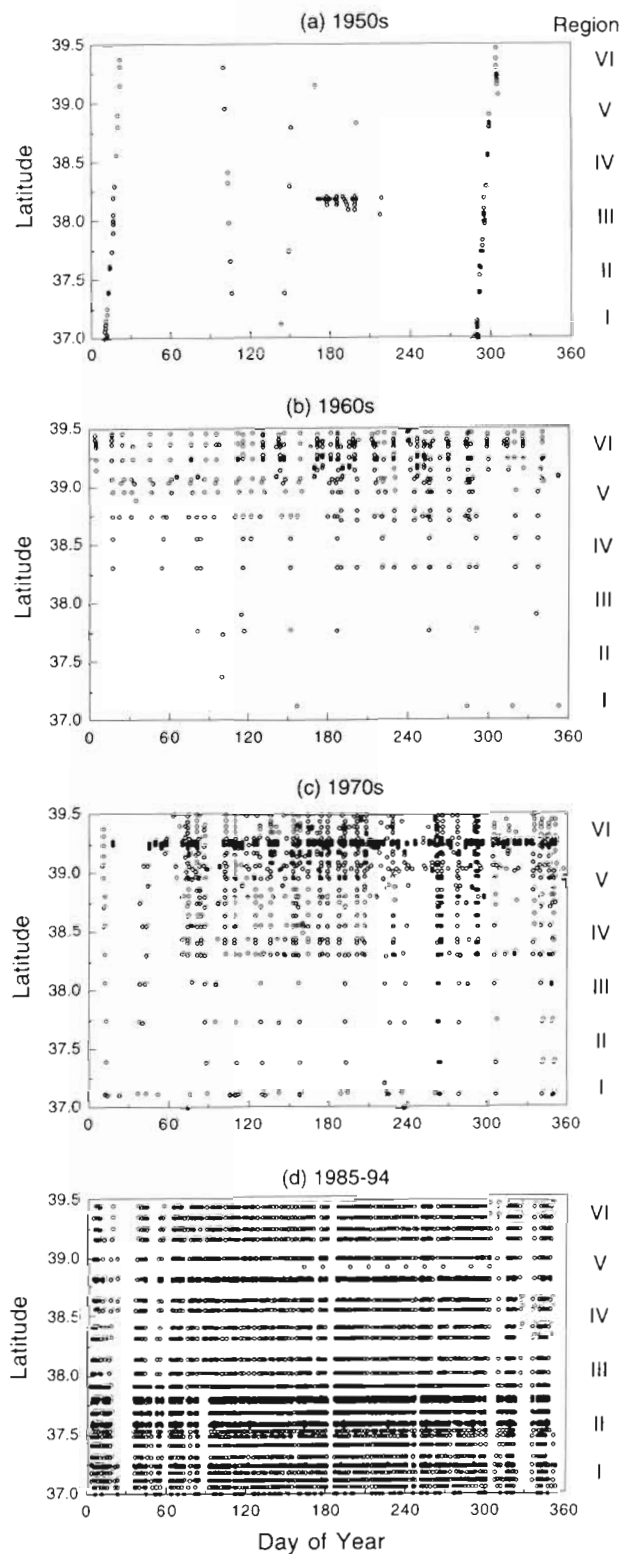 (a) 1950s
Region
39.5
39.0
38.5
38.0
37.5
37.0
Latitude
VI
V
IV
III
II
I
0 60 120 180 240 300 360
(b) 1960s
39.5
39.0
38.5
38.0
37.5
37.0
Latitude
VI
V
IV
III
II
I
0 60 120 180 240 300 360
(c) 1970s
39.5
39.0
38.5
38.0
37.5
37.0
Latitude
VI
V
IV
III
II
I
0 60 120 180 240 300 360
(d) 1985-94
39.5
39.0
38.5
38.0
37.5
37.0
Latitude
VI
V
IV
III
II
I
0 60 120 180 240 300 360
Day of Year